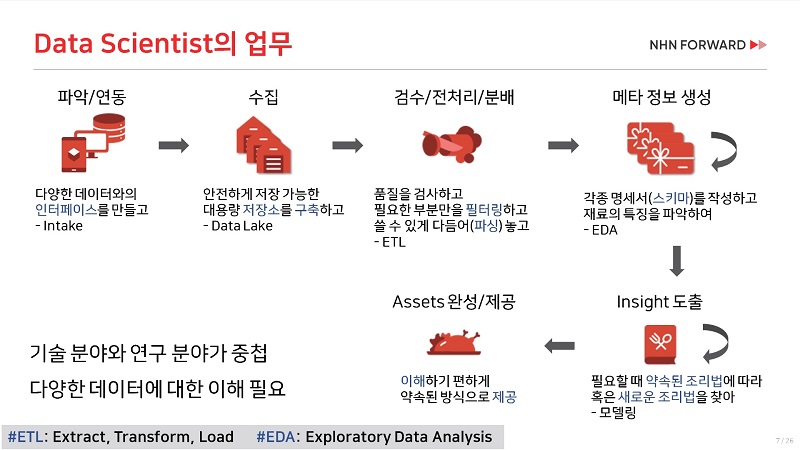 Data Scientist의 업무
NHN FORWARD
파악/연동
다양한 데이터와의
인터페이스를 만들고
- Intake
수집
안전하게 저장 가능한
대용량 저장소를 구축하고
- Data Lake
검수/전처리/분배
품질을 검사하고
필요한 부분만을 필터링하고
쓸 수 있게 다듬어(파싱) 놓고
- ETL
메타 정보 생성
각종 명세서(스키마)를 작성하고
재료의 특징을 파악하여
- EDA
Insight 도출
필요할 때 약속된 조리법에 따라
혹은 새로운 조리법을 찾아
- 모델링
Assets 완성/제공
이해하기 편하게
약속된 방식으로 제공
기술 분야와 연구 분야가 중첩
다양한 데이터에 대한 이해 필요
#ETL: Extract, Transform, Load #EDA: Exploratory Data Analysis
7 / 26